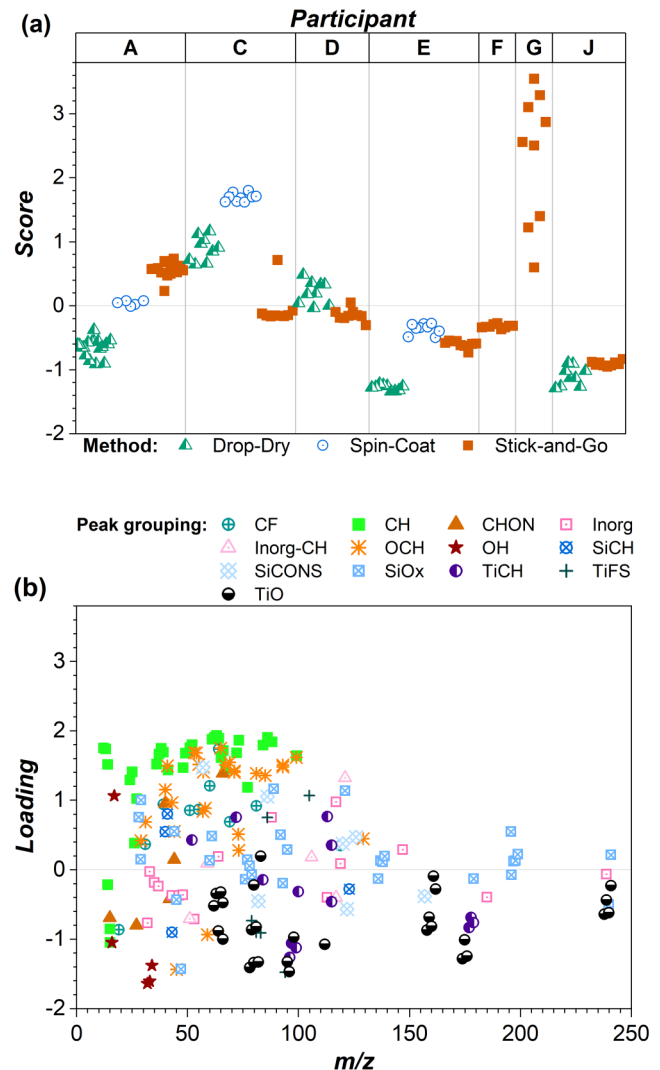 Participant
(a)
A C D E F G J
3
2
1
0
-1
-2
Score
Method: Drop-Dry Spin-Coat Stick-and-Go
Peak grouping: CF CH CHON Inorg
Inorg-CH OCH OH SiCH
SiCONS SiOx TiCH TiFS
TiO
(b)
3
2
1
0
-1
-2
Loading
0 50 100 150 200 250
m/z